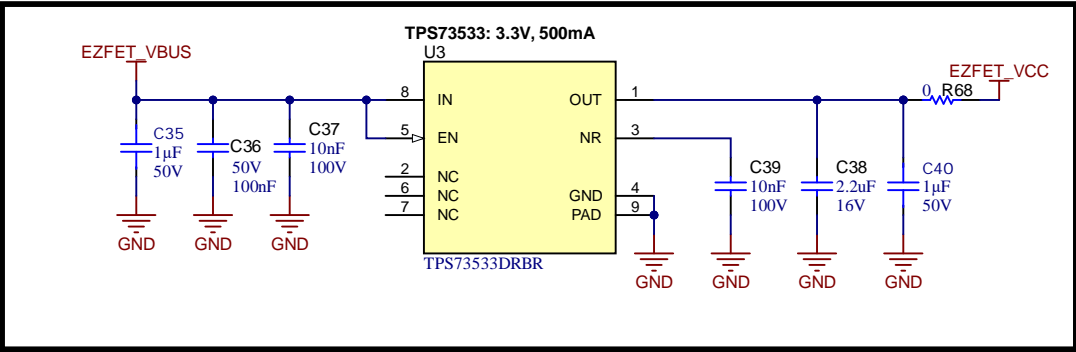 TPS73533: 3.3V, 500mA
U3
EZFET_VBUS
EZFET_VCC
8
IN
OUT
1
0
R68
5
EN
NR
3
C35
1µF
50V
C36
50V
100nF
C37
10nF
100V
2
NC
6
NC
7
NC
GND
4
PAD
9
C39
10nF
100V
C38
2.2uF
16V
C40
1µF
50V
GND
GND
GND
TPS73533DRBR
GND
GND
GND
GND